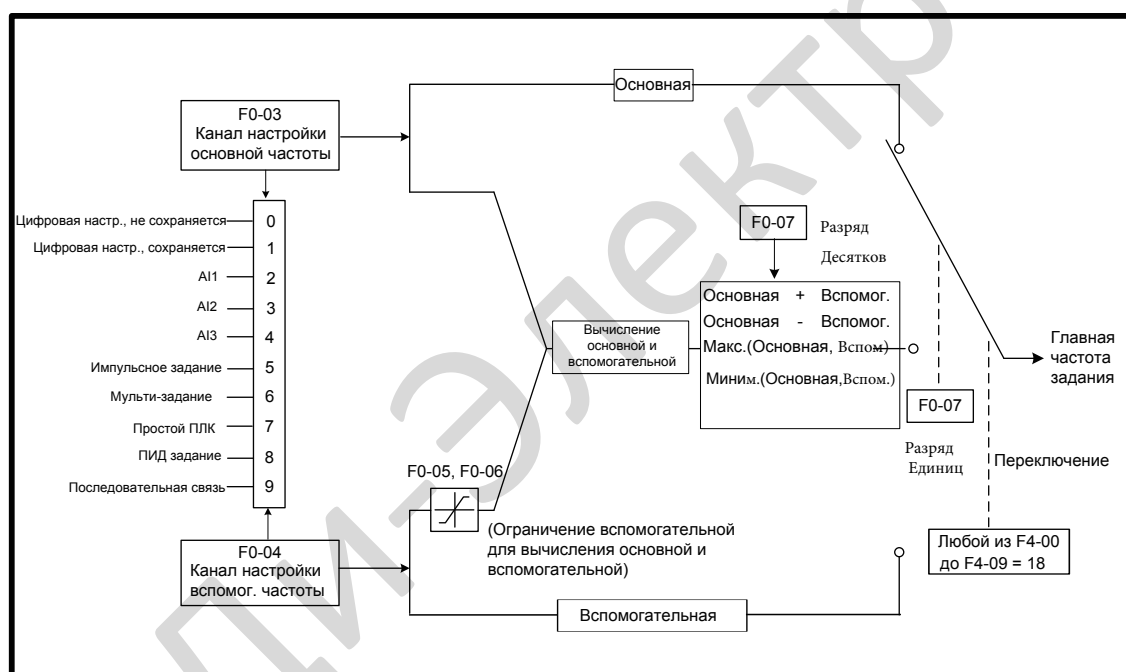 Основная
F0-03
Канал настройки
основной частоты
Цифровая настр., не сохраняется 0
Цифровая настр., сохраняется 1
AI1 2
AI2 3
AI3 4
Импульсное задание 5
Мульти-задание 6
Простой ПЛК 7
ПИД задание 8
Последовательная связь 9
F0-04
Канал настройки
вспомог. частоты
F0-05, F0-06
(Ограничение вспомогательной
для вычисления основной и
вспомогательной)
Вычисление
основной и
вспомогательной
F0-07
Разряд
Десятков
Основная + Вспомог.
Основная - Вспомог.
Макс.(Основная, Вспом)
Миним.(Основная,Вспом.)
F0-07
Разряд
Единиц
Главная
частота
задания
Переключение
Любой из F4-00
до F4-09 = 18
Вспомогательная
Ди-Электр